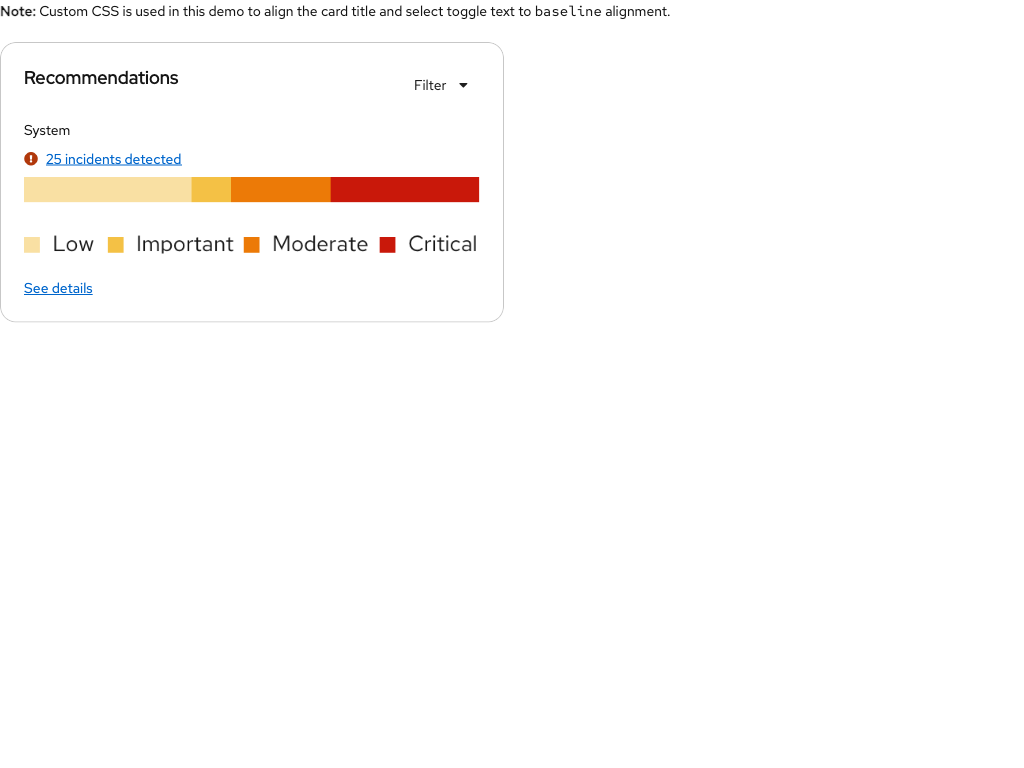 Note: Custom CSS is used in this demo to align the card title and select toggle text to baseline alignment.
Recommendations
Filter
System
25 incidents detected
Low Important Moderate Critical
See details